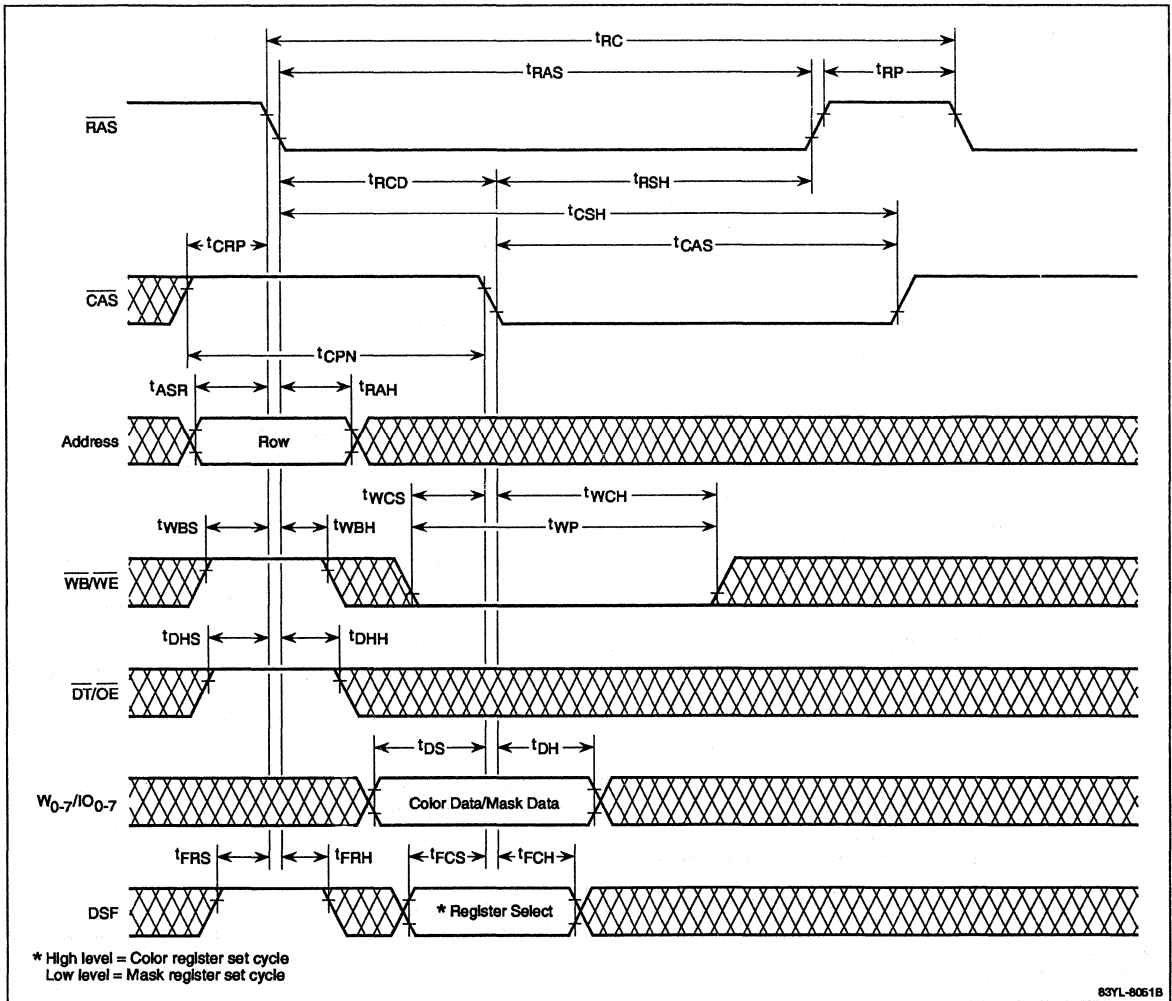 tRC
tRAS
tRP
RAS
tRCD
tRSH
tCSH
tCRP
tCAS
CAS
tCPN
tASR
tRAH
Address
Row
tWCS
tWCH
tWBS
tWBH
tWP
WB/WE
tDHS
tDHH
DT/OE
tDS
tDH
W0-7/IO0-7
Color Data/Mask Data
tFRS
tFRH
tFCS
tFCH
DSF
* Register Select
* High level = Color register set cycle
Low level = Mask register set cycle
83YL-8051B